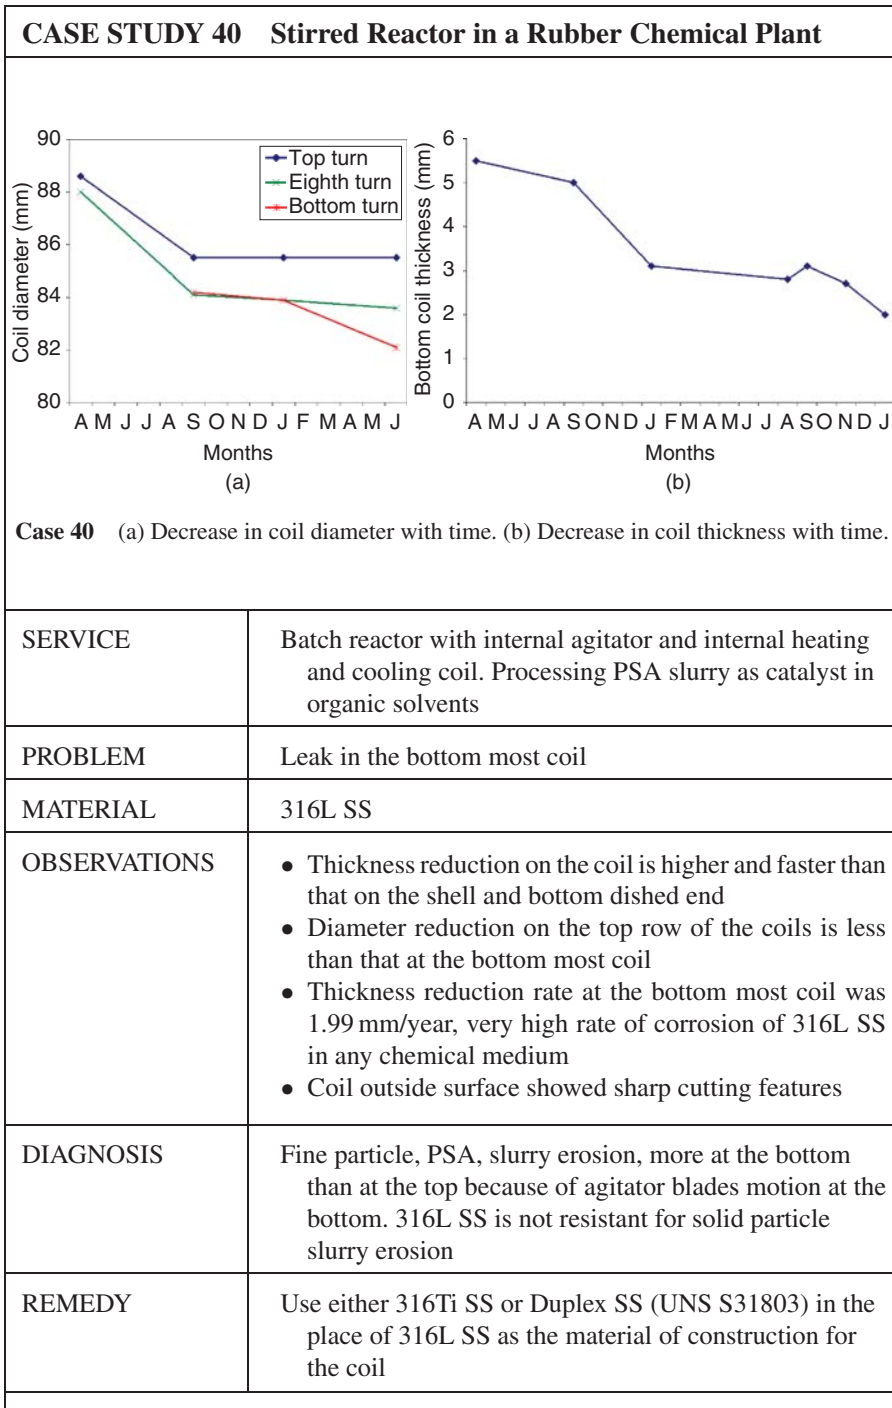 CASE STUDY 40 Stirred Reactor in a Rubber Chemical Plant
90
88
86
84
82
80
Coil diameter (mm)
Top turn
Eighth turn
Bottom turn
A M J J A S O N D J F M A M J
Months
(a)
6
5
4
3
2
1
0
Bottom coil thickness (mm)
A M J J A S O N D J F M A M J J A S O N D J
Months
(b)
Case 40 (a) Decrease in coil diameter with time. (b) Decrease in coil thickness with time.
SERVICE
Batch reactor with internal agitator and internal heating
and cooling coil. Processing PSA slurry as catalyst in
organic solvents
PROBLEM
Leak in the bottom most coil
MATERIAL
316L SS
OBSERVATIONS
• Thickness reduction on the coil is higher and faster than
that on the shell and bottom dished end
• Diameter reduction on the top row of the coils is less
than that at the bottom most coil
• Thickness reduction rate at the bottom most coil was
1.99 mm/year, very high rate of corrosion of 316L SS
in any chemical medium
• Coil outside surface showed sharp cutting features
DIAGNOSIS
Fine particle, PSA, slurry erosion, more at the bottom
than at the top because of agitator blades motion at the
bottom. 316L SS is not resistant for solid particle
slurry erosion
REMEDY
Use either 316Ti SS or Duplex SS (UNS S31803) in the
place of 316L SS as the material of construction for
the coil